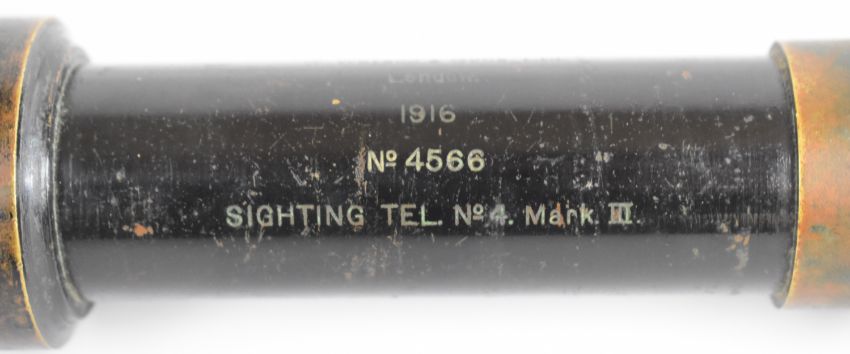 London.
1916
Nº 4566
SIGHTING TEL. Nº 4. Mark III